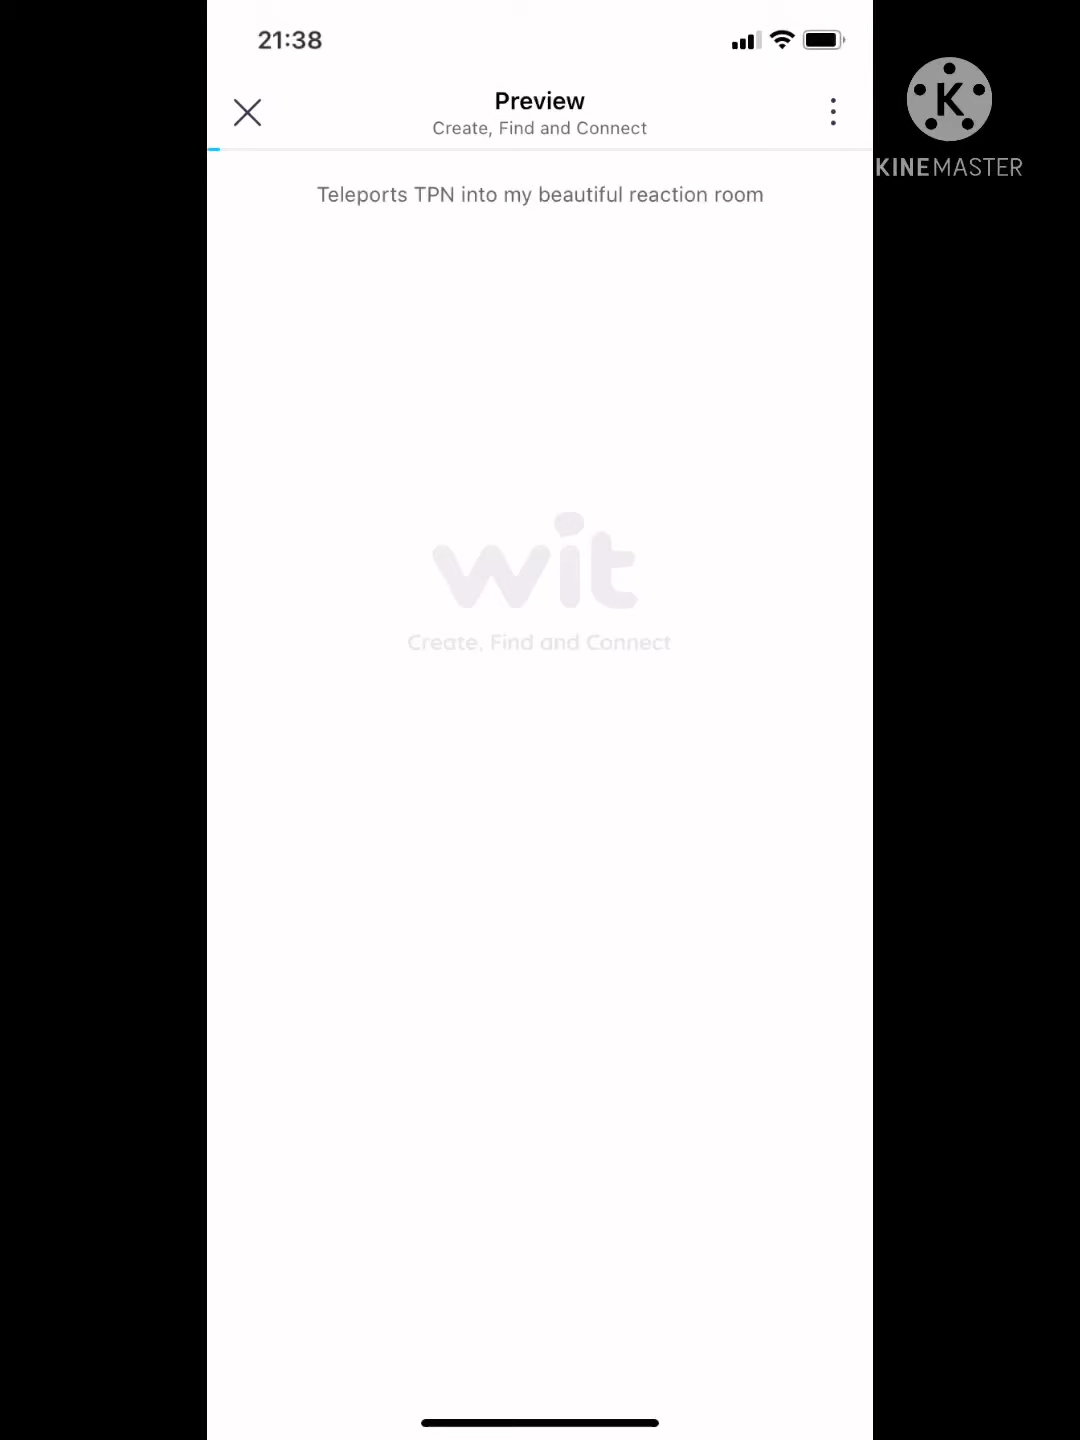 21:38
Preview
Create, Find and Connect
K
KINEMASTER
Teleports TPN into my beautiful reaction room
wit
Create, Find and Connect